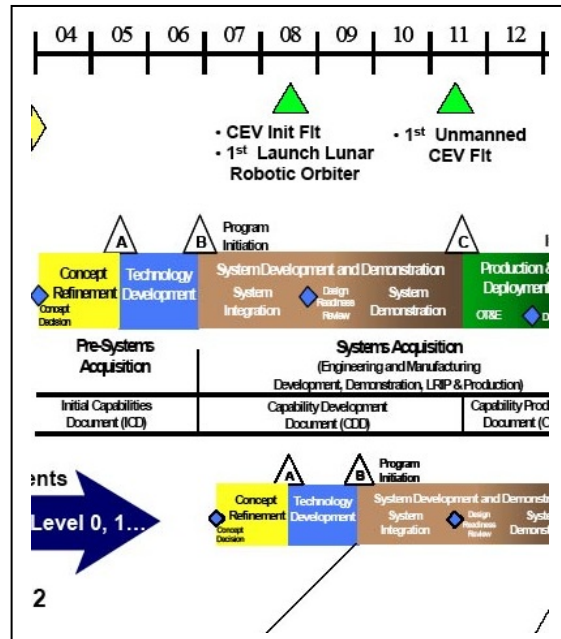 04 05 06 07 08 09 10 11 12
• CEV Init Flt
• 1st Launch Lunar
Robotic Orbiter
• 1st Unmanned
CEV Flt
A
B
Program
Initiation
C
I
Concept
Refinement
Concept
Decision
Technology
Development
System Development and Demonstration
System
Integration
Design
Readiness
Review
System
Demonstration
Production &
Deployment
OT&E
D
Pre-Systems
Acquisition
Systems Acquisition
(Engineering and Manufacturing
Development, Demonstration, LRIP & Production)
Initial Capabilities
Document (ICD)
Capability Development
Document (CDD)
Capability Prod
Document (C
ents
Level 0, 1…
A
B
Program
Initiation
Concept
Refinement
Concept
Decision
Technology
Development
System Development and Demonstr
System
Integration
Design
Readiness
Review
Syste
Demonstr
2